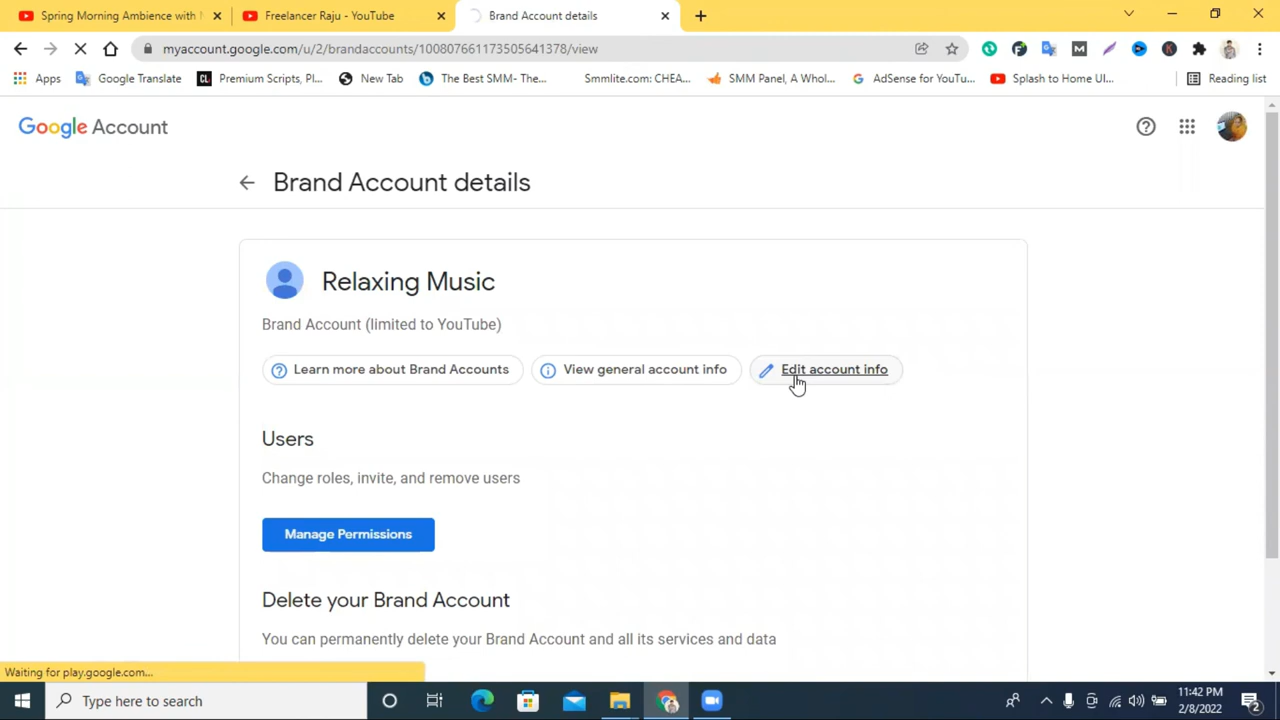 Spring Morning Ambience with
Freelancer Raju - YouTube
Brand Account details
myaccount.google.com/u/2/brandaccounts/100807661173505641378/view
Apps
Google Translate
Premium Scripts, Pl...
New Tab
The Best SMM- The...
Smmlite.com: CHEA...
SMM Panel, A Whol...
AdSense for YouTu...
Splash to Home UI...
Reading list
Google Account
Brand Account details
Relaxing Music
Brand Account (limited to YouTube)
Learn more about Brand Accounts
View general account info
Edit account info
Users
Change roles, invite, and remove users
Manage Permissions
Delete your Brand Account
You can permanently delete your Brand Account and all its services and data
Waiting for play.google.com...
Type here to search
11:42 PM
2/8/2022
2